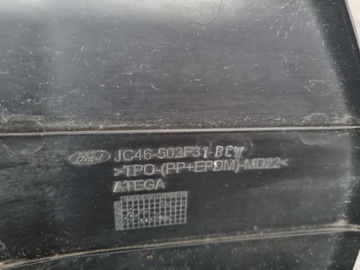 Ford JC46-502F31-BCW
>TPO-(PP+EPDM)-MD22<
ATEGA